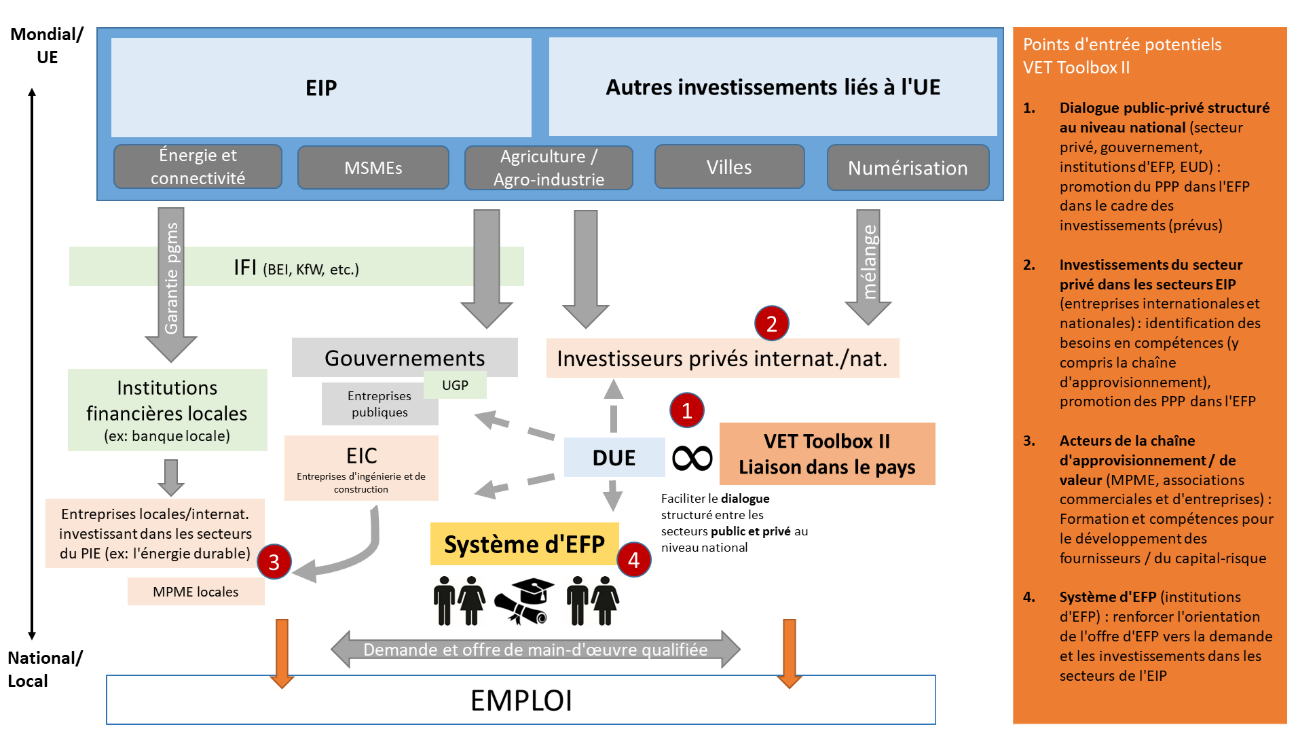 Mondial/
UE
EIP
Autres investissements liés à l'UE
Énergie et
connectivité
MSMEs
Agriculture /
Agro-industrie
Villes
Numérisation
Garantie pgms
IFI (BEI, KfW, etc.)
mélange
2
Gouvernements
Investisseurs privés internat./nat.
UGP
Entreprises
publiques
Institutions
financières locales
(ex: banque locale)
1
EIC
Entreprises d'ingénierie et de
construction
DUE
∞
VET Toolbox II
Liaison dans le pays
Faciliter le dialogue
structuré entre les
secteurs public et privé au
niveau national
Entreprises locales/internat.
investissant dans les secteurs
du PIE (ex: l'énergie durable)
3
MPME locales
Système d'EFP
4
Demande et offre de main-d'œuvre qualifiée
National/
Local
EMPLOI
Points d'entrée potentiels
VET Toolbox II
1. Dialogue public-privé structuré
au niveau national (secteur
privé, gouvernement,
institutions d'EFP, EUD) :
promotion du PPP dans l'EFP
dans le cadre des
investissements (prévus)
2. Investissements du secteur
privé dans les secteurs EIP
(entreprises internationales et
nationales) : identification des
besoins en compétences (y
compris la chaîne
d'approvisionnement),
promotion des PPP dans l'EFP
3. Acteurs de la chaîne
d'approvisionnement / de
valeur (MPME, associations
commerciales et d'entreprises) :
Formation et compétences pour
le développement des
fournisseurs / du capital-risque
4. Système d'EFP (institutions
d'EFP) : renforcer l'orientation
de l'offre d'EFP vers la demande
et les investissements dans les
secteurs de l'EIP